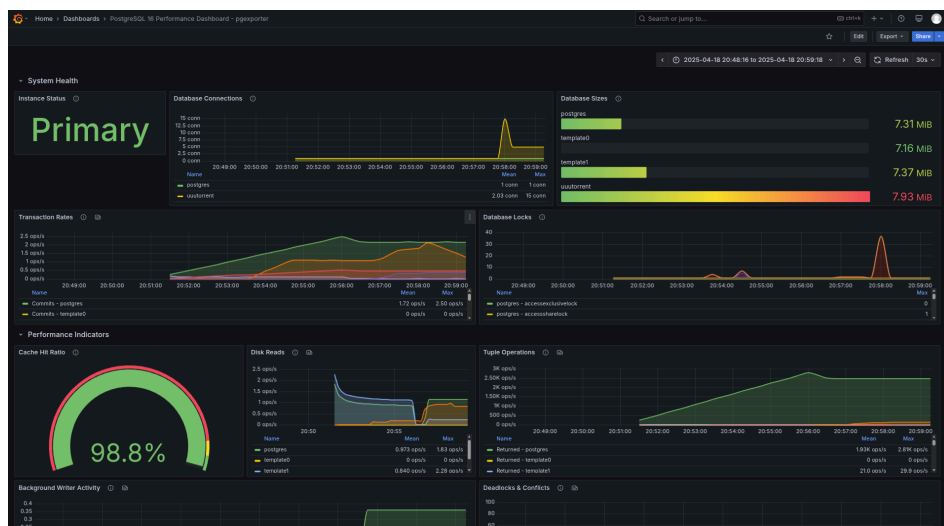 Home › Dashboards › PostgreSQL 16 Performance Dashboard - pgexporter
Search or jump to...
ctrl+k
Edit
Export
Share
2025-04-18 20:48:16 to 2025-04-18 20:59:18
Refresh 30s
System Health
Instance Status
Primary
Database Connections
15 conn
12.5 conn
10 conn
7.5 conn
5 conn
2.5 conn
0 conn
20:49:00 20:50:00 20:51:00 20:52:00 20:53:00 20:54:00 20:55:00 20:56:00 20:57:00 20:58:00 20:59:00
Name Mean Max
postgres 1 conn 1 conn
uuutorrent 2.03 conn 15 conn
Database Sizes
postgres
7.31 MiB
template0
7.16 MiB
template1
7.37 MiB
uuutorrent
7.93 MiB
Transaction Rates
2.5 ops/s
2 ops/s
1.5 ops/s
1 ops/s
0.5 ops/s
0 ops/s
20:49:00 20:50:00 20:51:00 20:52:00 20:53:00 20:54:00 20:55:00 20:56:00 20:57:00 20:58:00 20:59:00
Name Mean Max
Commits - postgres 1.72 ops/s 2.50 ops/s
Commits - template0 0 ops/s 0 ops/s
Database Locks
40
30
20
10
0
20:49:00 20:50:00 20:51:00 20:52:00 20:53:00 20:54:00 20:55:00 20:56:00 20:57:00 20:58:00 20:59:00
Name Max
postgres - accessexclusivelock 0
postgres - accesssharelock 1
Performance Indicators
Cache Hit Ratio
98.8%
Disk Reads
2.5 ops/s
2 ops/s
1.5 ops/s
1 ops/s
0.5 ops/s
0 ops/s
20:50 20:55
Name Mean Max
postgres 0.973 ops/s 1.83 ops/s
template0 0 ops/s 0 ops/s
template1 0.840 ops/s 2.28 ops/s
Tuple Operations
3K ops/s
2.50K ops/s
2K ops/s
1.50K ops/s
1K ops/s
500 ops/s
0 ops/s
20:49:00 20:50:00 20:51:00 20:52:00 20:53:00 20:54:00 20:55:00 20:56:00 20:57:00 20:58:00 20:59:00
Name Mean Max
Returned - postgres 1.93K ops/s 2.81K ops/s
Returned - template0 0 ops/s 0 ops/s
Returned - template1 21.0 ops/s 29.9 ops/s
Background Writer Activity
0.4
0.35
0.3
Deadlocks & Conflicts
100
80
60